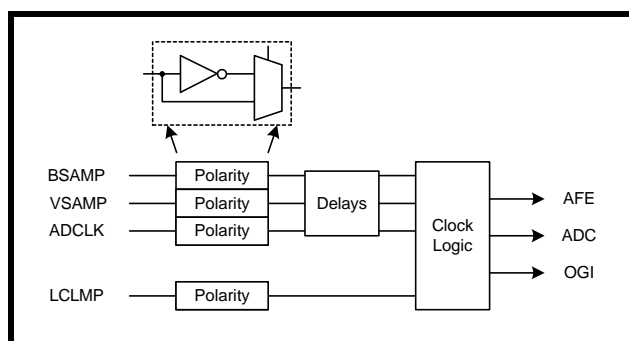 BSAMP
Polarity
VSAMP
Polarity
ADCLK
Polarity
Delays
LCLMP
Polarity
Clock
Logic
AFE
ADC
OGI